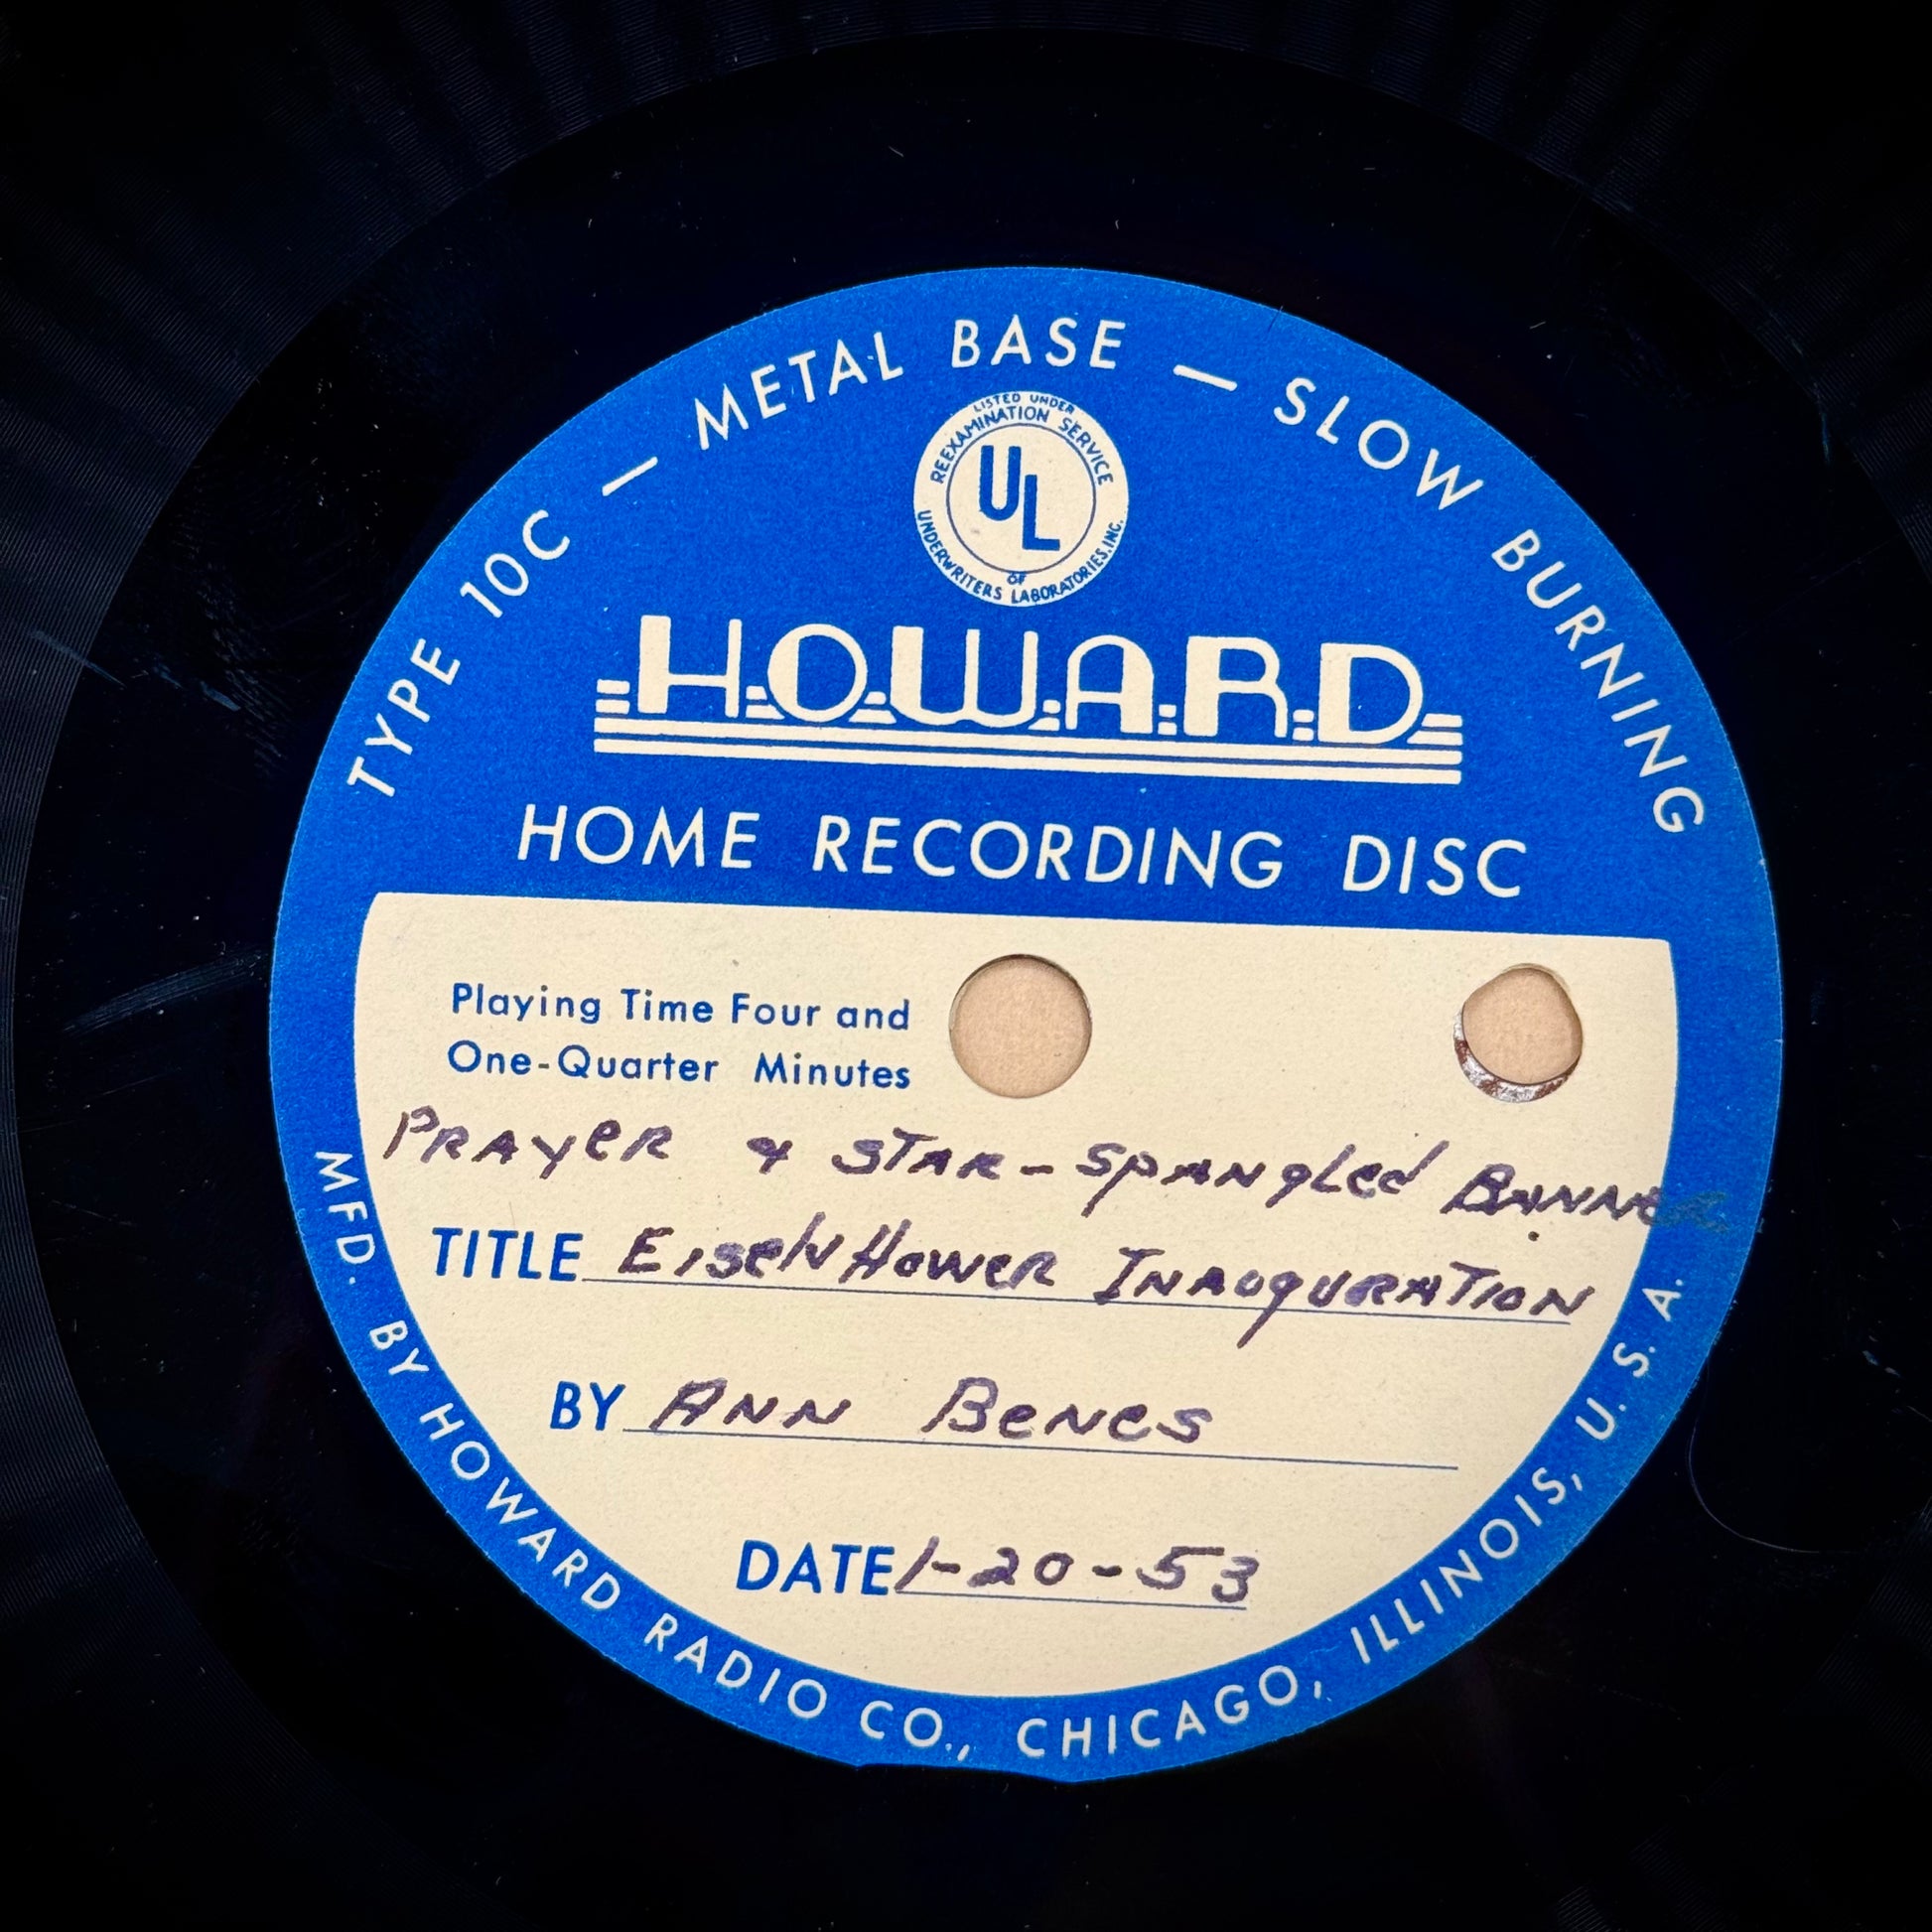 TYPE 10C — METAL BASE — SLOW BURNING
LISTED UNDER
REEXAMINATION SERVICE
UL
OF
UNDERWRITERS LABORATORIES, INC.
HOWARD
HOME RECORDING DISC
Playing Time Four and
One-Quarter Minutes
PRAYER & STAR-SPANGLED BANNER
TITLE EISENHOWER INAUGURATION
BY ANN BENES
DATE 1-20-53
MFD. BY HOWARD RADIO CO., CHICAGO, ILLINOIS, U. S. A.